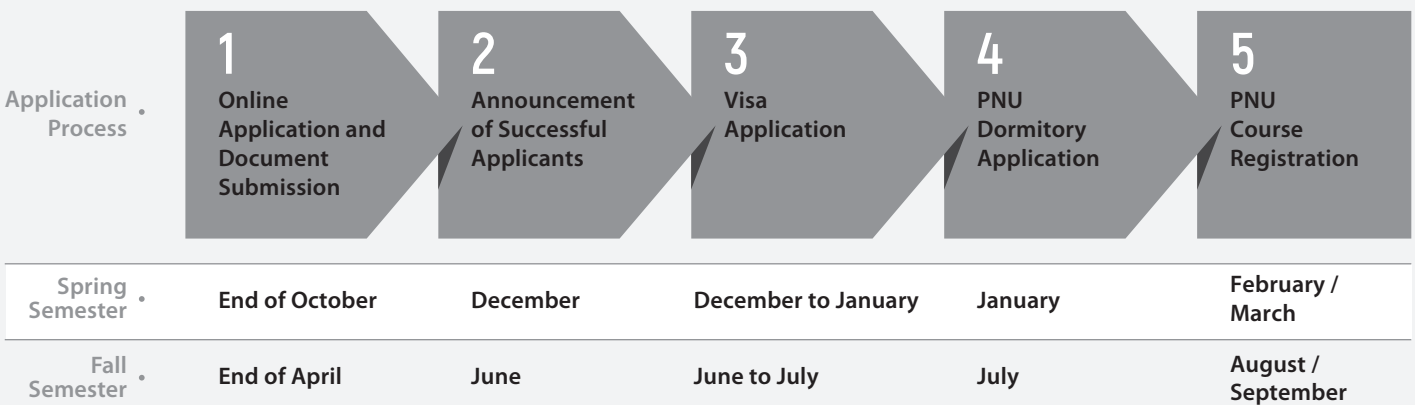 Application
Process •
1
Online
Application and
Document
Submission
2
Announcement
of Successful
Applicants
3
Visa
Application
4
PNU
Dormitory
Application
5
PNU
Course
Registration
Spring
Semester •
End of October
December
December to January
January
February /
March
Fall
Semester •
End of April
June
June to July
July
August /
September